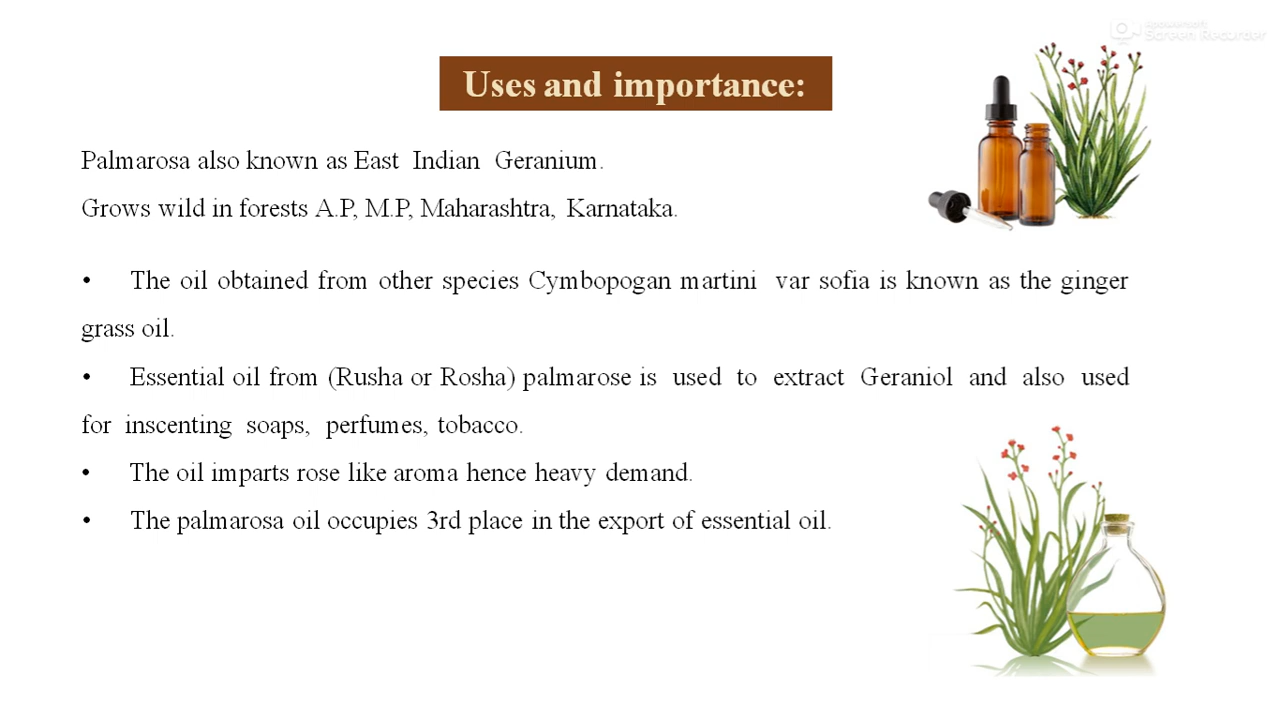 Apowersoft
Screen Recorder
Uses and importance:
Palmarosa also known as East Indian Geranium.
Grows wild in forests A.P, M.P, Maharashtra, Karnataka.
• The oil obtained from other species Cymbopogan martini var sofia is known as the ginger
grass oil.
• Essential oil from (Rusha or Rosha) palmarose is used to extract Geraniol and also used
for inscenting soaps, perfumes, tobacco.
• The oil imparts rose like aroma hence heavy demand.
• The palmarosa oil occupies 3rd place in the export of essential oil.